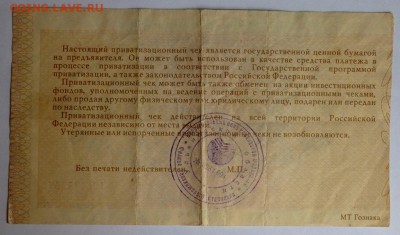 Настоящий приватизационный чек является государственной ценной бумагой
на предъявителя. Он может быть использован в качестве средства платежа в
процессе приватизации в соответствии с Государственной программой
приватизации, а также законодательством Российской Федерации.
Приватизационный чек может быть также обменен на акции инвестиционных
фондов, уполномоченных на ведение операций с приватизационными чеками,
либо продан другому физическому или юридическому лицу, подарен или передан
по наследству.
Приватизационный чек действителен на всей территории Российской
Федерации независимо от места выдачи.
Утерянные или испорченные приватизационные чеки не возобновляются.
Без печати недействителен М.П.
МТ Гознака